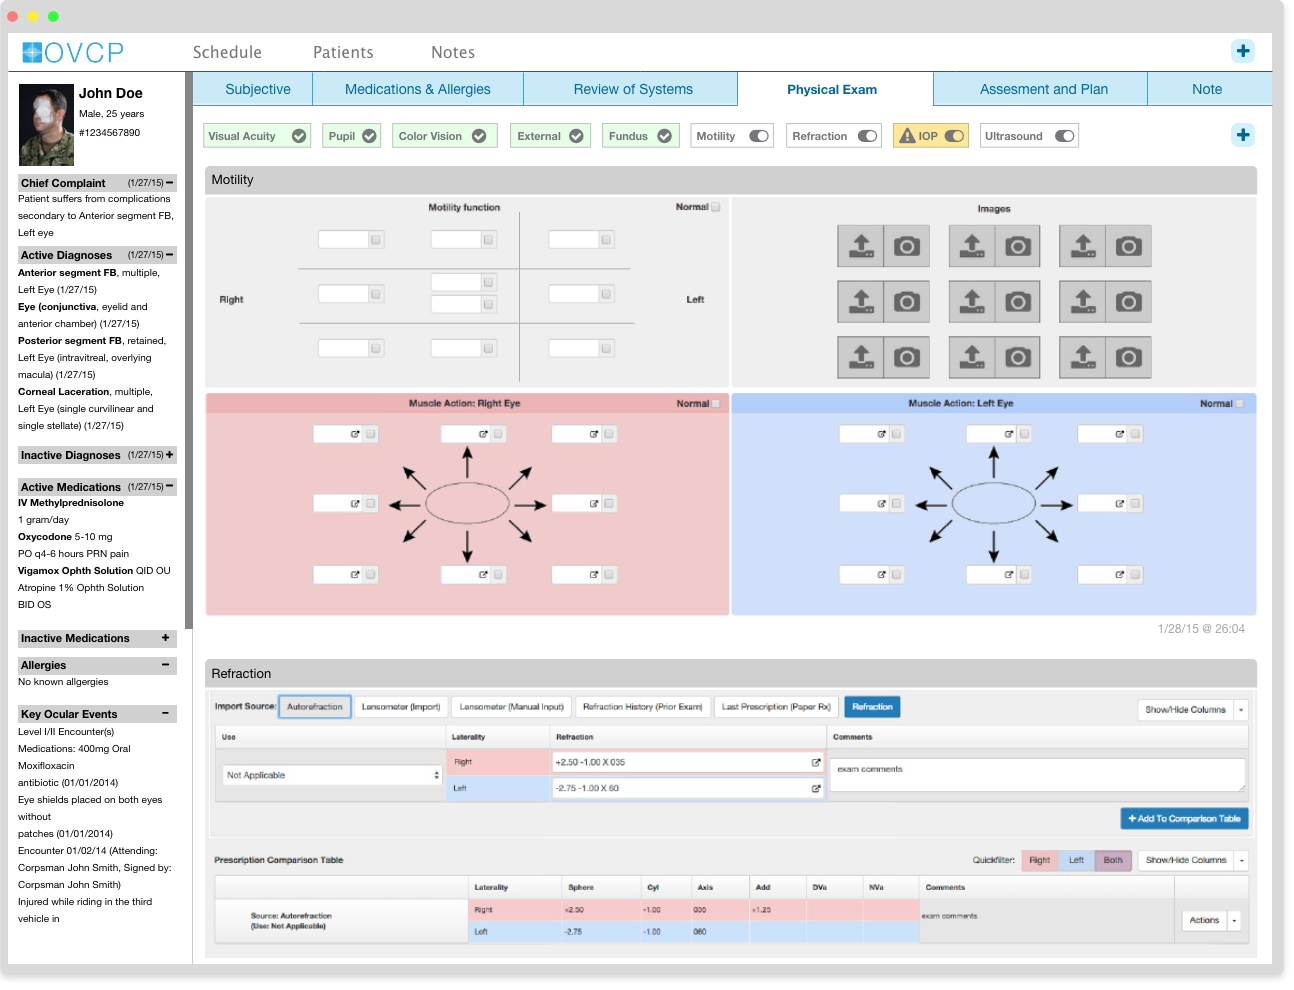 OVCP
Schedule Patients Notes
John Doe
Male, 25 years
#1234567890
Chief Complaint (1/27/15)
Patient suffers from complications
secondary to Anterior segment FB,
Left eye
Active Diagnoses (1/27/15)
Anterior segment FB, multiple,
Left Eye (1/27/15)
Eye (conjunctiva, eyelid and
anterior chamber) (1/27/15)
Posterior segment FB, retained,
Left Eye (intravitreal, overlying
macula) (1/27/15)
Corneal Laceration, multiple,
Left Eye (single curvilinear and
single stellate) (1/27/15)
Inactive Diagnoses (1/27/15)
Active Medications (1/27/15)
IV Methylprednisolone
1 gram/day
Oxycodone 5-10 mg
PO q4-6 hours PRN pain
Vigamox Ophth Solution QID OU
Atropine 1% Ophth Solution
BID OS
Inactive Medications
Allergies
No known allgergies
Key Ocular Events
Level I/II Encounter(s)
Medications: 400mg Oral
Moxifloxacin
antibiotic (01/01/2014)
Eye shields placed on both eyes
without
patches (01/01/2014)
Encounter 01/02/14 (Attending:
Corpsman John Smith, Signed by:
Corpsman John Smith)
Injured while riding in the third
vehicle in
Subjective Medications & Allergies Review of Systems Physical Exam Assesment and Plan Note
Visual Acuity Pupil Color Vision External Fundus Motility Refraction IOP Ultrasound
Motility
Motility function Normal
Right Left
Images
Muscle Action: Right Eye Normal
Muscle Action: Left Eye Normal
1/28/15 @ 26:04
Refraction
Import Source: Autorefraction Lensometer (Import) Lensometer (Manual Input) Refraction History (Prior Exam) Last Prescription (Paper Rx) Refraction Show/Hide Columns
Use Laterality Refraction Comments
Not Applicable Right +2.50 -1.00 X 035 exam comments
Left -2.75 -1.00 X 60
Add To Comparison Table
Prescription Comparison Table Quickfilter: Right Left Both Show/Hide Columns
Laterality Sphere Cyl Axis Add DVa NVa Comments
Source: Autorefraction
(Use: Not Applicable)
Right +2.50 -1.00 035 +1.25
Left -2.75 -1.00 060
exam comments
Actions